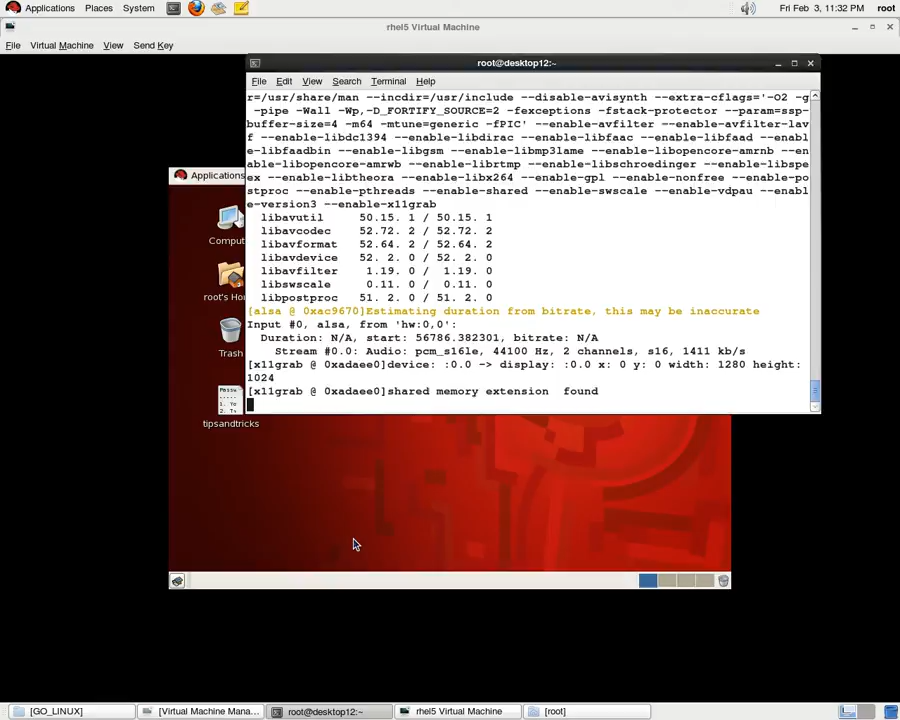 Applications Places System Fri Feb 3, 11:32 PM root
rhel5 Virtual Machine
File Virtual Machine View Send Key
root@desktop12:~
File Edit View Search Terminal Help
r=/usr/share/man --incdir=/usr/include --disable-avisynth --extra-cflags='-O2 -g
-pipe -Wall -Wp,-D_FORTIFY_SOURCE=2 -fexceptions -fstack-protector --param=ssp-
buffer-size=4 -m64 -mtune=generic -fPIC' --enable-avfilter --enable-avfilter-lav
f --enable-libdc1394 --enable-libdirac --enable-libfaac --enable-libfaad --enabl
e-libfaadbin --enable-libgsm --enable-libmp3lame --enable-libopencore-amrnb --en
able-libopencore-amrwb --enable-librtmp --enable-libschroedinger --enable-libspe
ex --enable-libtheora --enable-libx264 --enable-gpl --enable-nonfree --enable-po
stproc --enable-pthreads --enable-shared --enable-swscale --enable-vdpau --enabl
e-version3 --enable-x11grab
libavutil 50.15. 1 / 50.15. 1
libavcodec 52.72. 2 / 52.72. 2
libavformat 52.64. 2 / 52.64. 2
libavdevice 52. 2. 0 / 52. 2. 0
libavfilter 1.19. 0 / 1.19. 0
libswscale 0.11. 0 / 0.11. 0
libpostproc 51. 2. 0 / 51. 2. 0
[alsa @ 0xac9670]Estimating duration from bitrate, this may be inaccurate
Input #0, alsa, from 'hw:0,0':
Duration: N/A, start: 56786.382301, bitrate: N/A
Stream #0.0: Audio: pcm_s16le, 44100 Hz, 2 channels, s16, 1411 kb/s
[x11grab @ 0xadaee0]device: :0.0 -> display: :0.0 x: 0 y: 0 width: 1280 height:
1024
[x11grab @ 0xadaee0]shared memory extension found
Applications
Comput
root's Ho
Trash
tipsandtricks
[GO_LINUX] [Virtual Machine Mana... root@desktop12:~ rhel5 Virtual Machine [root]